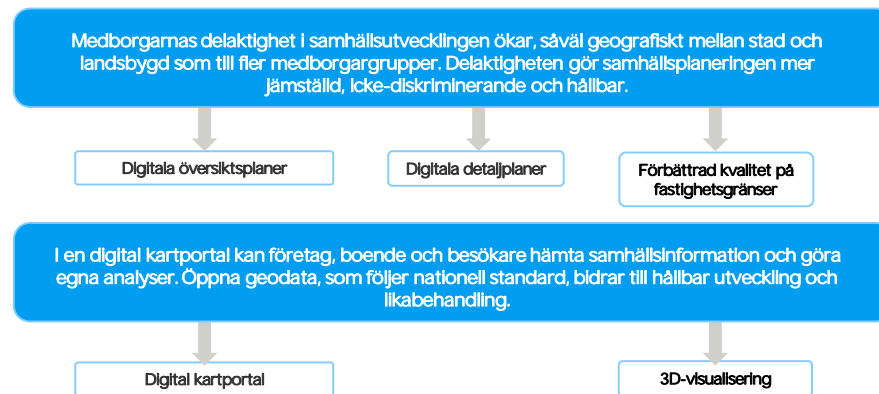 Medborgarnas delaktighet i samhällsutvecklingen ökar, såväl geografiskt mellan stad och
landsbygd som till fler medborgargrupper. Delaktigheten gör samhällsplaneringen mer
jämställd, icke-diskriminerande och hållbar.
Digitala översiktsplaner
Digitala detaljplaner
Förbättrad kvalitet på
fastighetsgränser
I en digital kartportal kan företag, boende och besökare hämta samhällsinformation och göra
egna analyser. Öppna geodata, som följer nationell standard, bidrar till hållbar utveckling och
likabehandling.
Digital kartportal
3D-visualisering